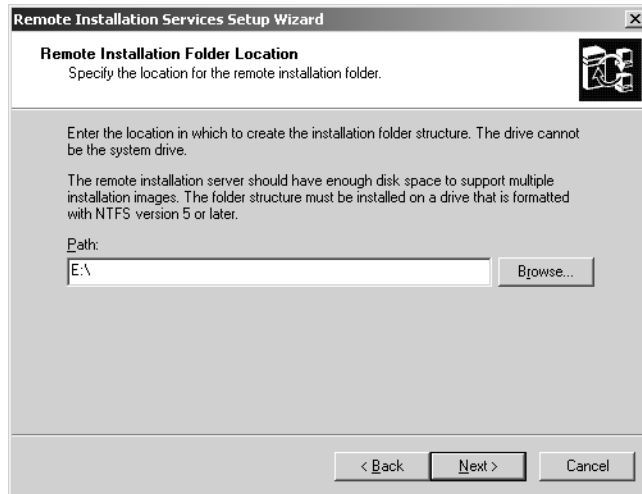 Remote Installation Services Setup Wizard
Remote Installation Folder Location
Specify the location for the remote installation folder.
Enter the location in which to create the installation folder structure. The drive cannot
be the system drive.
The remote installation server should have enough disk space to support multiple
installation images. The folder structure must be installed on a drive that is formatted
with NTFS version 5 or later.
Path:
E:\
Browse...
< Back
Next >
Cancel